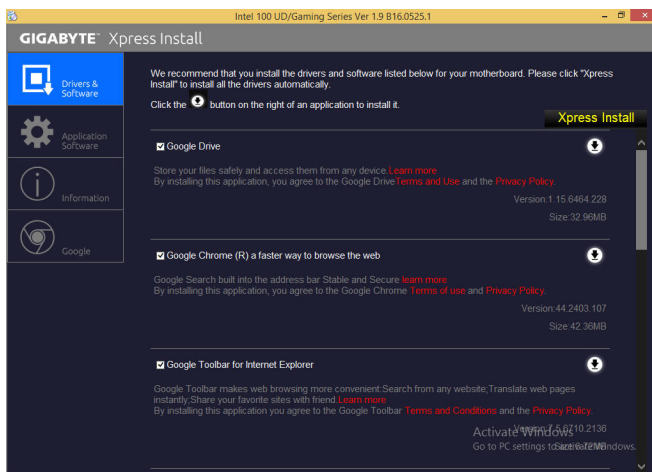 Intel 100 UD/Gaming Series Ver 1.9 B16.0525.1
GIGABYTE™ Xpress Install
Drivers &
Software
Application
Software
Information
Google
We recommend that you install the drivers and software listed below for your motherboard. Please click "Xpress
Install" to install all the drivers automatically.
Click the button on the right of an application to install it.
Xpress Install
Google Drive
Store your files safely and access them from any device.Learn more
By installing this application, you agree to the Google DriveTerms and Use and the Privacy Policy.
Version:1.15.6464.228
Size:32.96MB
Google Chrome (R) a faster way to browse the web
Google Search built into the address bar Stable and Secure learn more
By installing this application, you agree to the Google Chrome Terms of use and Privacy Policy.
Version:44.2403.107
Size:42.36MB
Google Toolbar for Internet Explorer
Google Toolbar makes web browsing more convenient:Search from any website;Translate web pages
instantly;Share your favorite sites with friend.Learn more
By installing this application you agree to the Google Toolbar Terms and Conditions and the Privacy Policy.
Activate Windows
Go to PC settings to activate Windows.